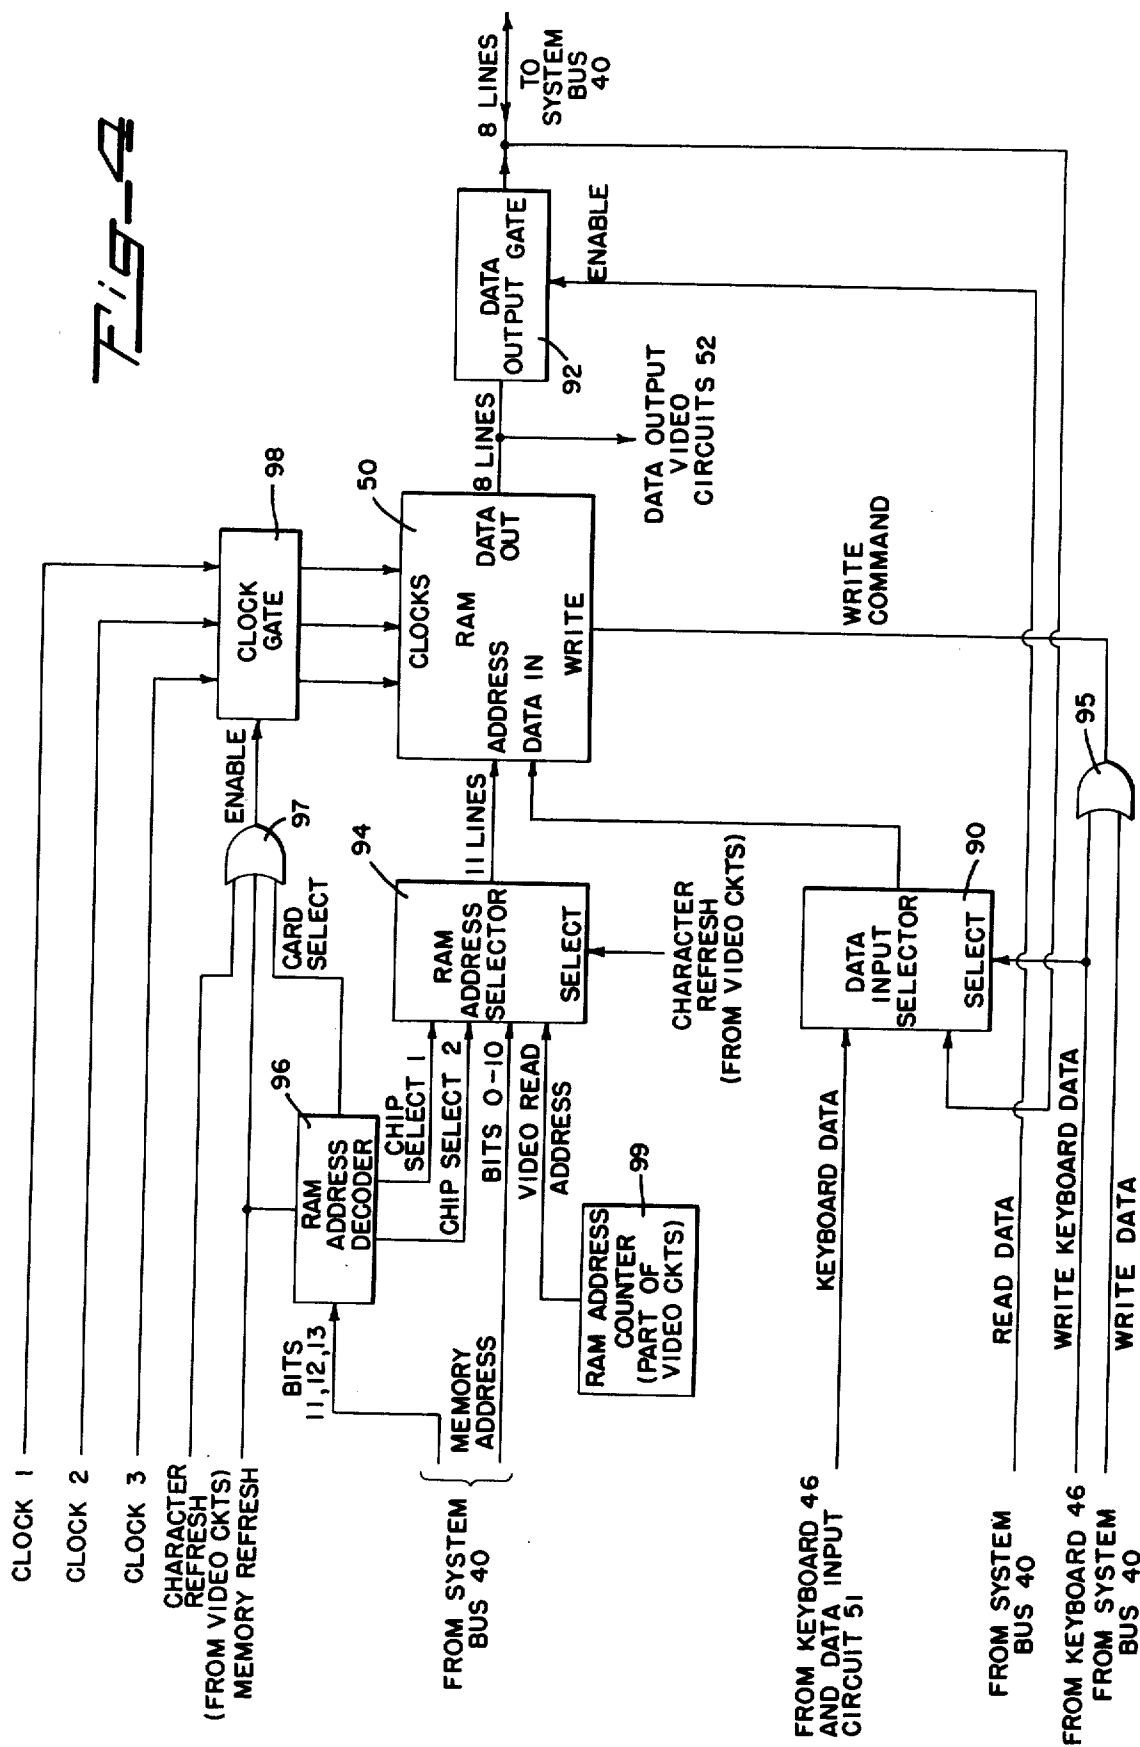 Fig-4
CLOCK 1
CLOCK 2
CLOCK 3
CHARACTER
REFRESH
(FROM VIDEO CKTS)
MEMORY REFRESH
ENABLE
97
CARD
SELECT
CLOCK
GATE
98
96
RAM
ADDRESS
DECODER
BITS
11,12,13
CHIP
SELECT 1
CHIP SELECT 2
BITS 0-10
VIDEO READ
ADDRESS
MEMORY
ADDRESS
FROM SYSTEM
BUS 40
RAM ADDRESS
COUNTER
(PART OF
VIDEO CKTS)
99
94
RAM
ADDRESS
SELECTOR
SELECT
11 LINES
CHARACTER
REFRESH
(FROM VIDEO CKTS)
50
CLOCKS
RAM
ADDRESS
DATA IN
DATA
OUT
WRITE
8 LINES
DATA OUTPUT
VIDEO
CIRCUITS 52
DATA
OUTPUT GATE
92
ENABLE
8 LINES
TO
SYSTEM
BUS
40
WRITE
COMMAND
DATA
INPUT
SELECTOR
SELECT
90
95
KEYBOARD DATA
FROM KEYBOARD 46
AND DATA INPUT
CIRCUIT 51
READ DATA
FROM SYSTEM
BUS 40
WRITE KEYBOARD DATA
FROM KEYBOARD 46
WRITE DATA
FROM SYSTEM
BUS 40